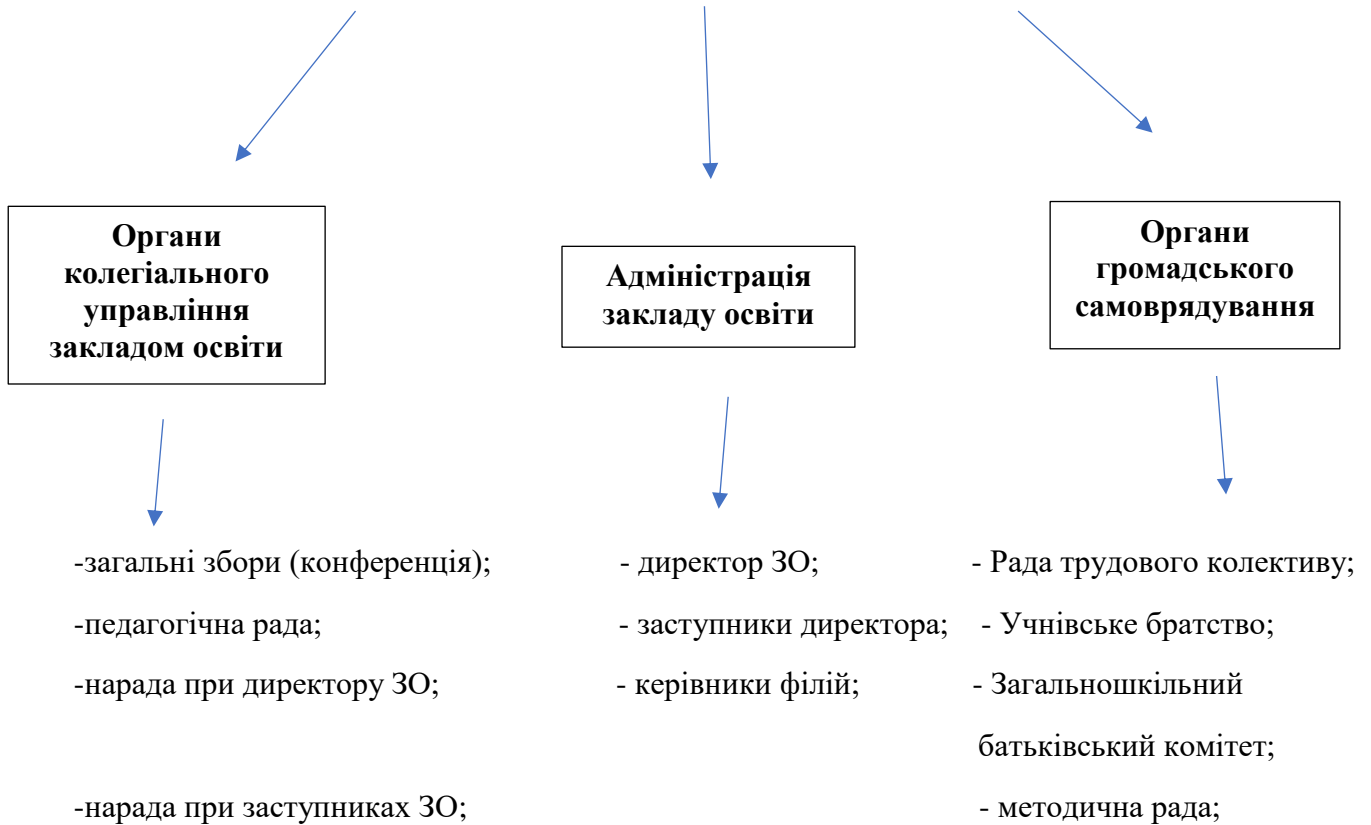 Органи
колегіального
управління
закладом освіти
Адміністрація
закладу освіти
Органи
громадського
самоврядування
-загальні збори (конференція);
- директор ЗО;
- Рада трудового колективу;
-педагогічна рада;
- заступники директора;
- Учнівське братство;
-нарада при директору ЗО;
- керівники філій;
- Загальношкільний
батьківський комітет;
-нарада при заступниках ЗО;
- методична рада;